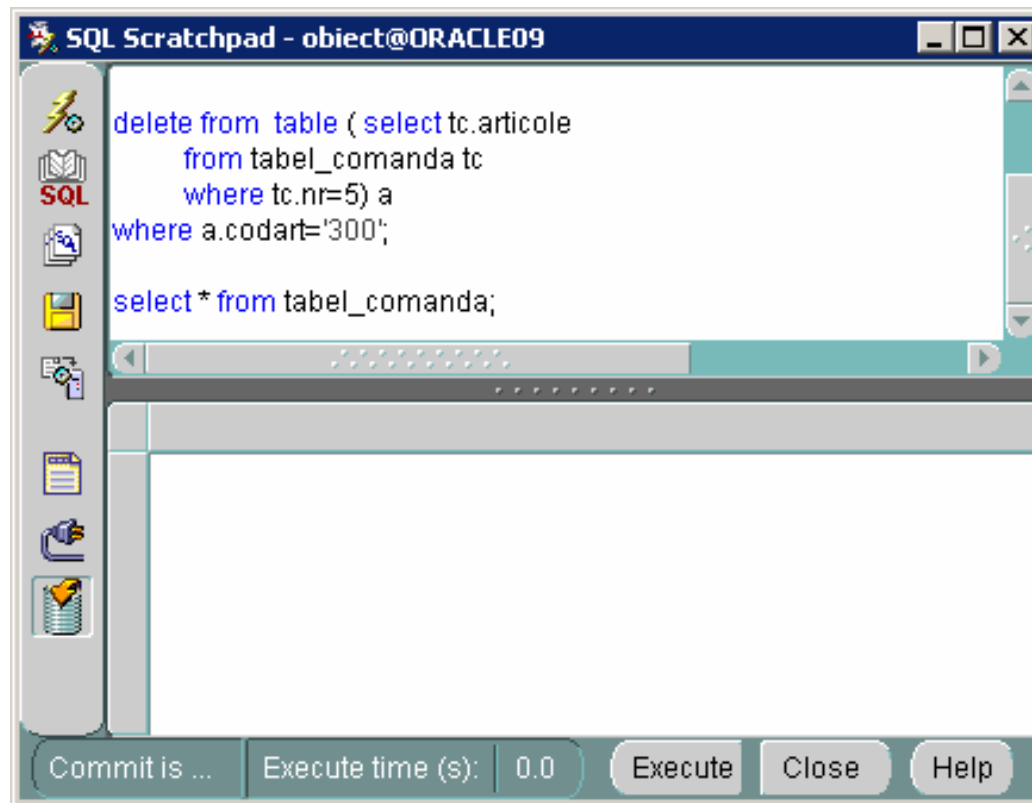 SQL Scratchpad - obiect@ORACLE09
SQL
delete from table ( select tc.articole
from tabel_comanda tc
where tc.nr=5) a
where a.codart='300';
select * from tabel_comanda;
Commit is ...
Execute time (s):
0.0
Execute
Close
Help